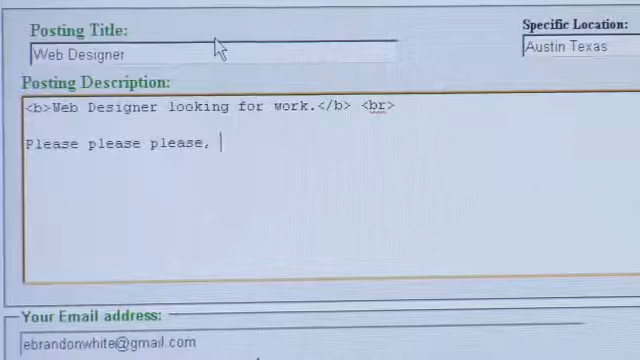 Posting Title:
Specific Location:
Web Designer
Austin Texas
Posting Description:
<b>Web Designer looking for work.</b> <br>
Please please please,
Your Email address:
ebrandonwhite@gmail.com